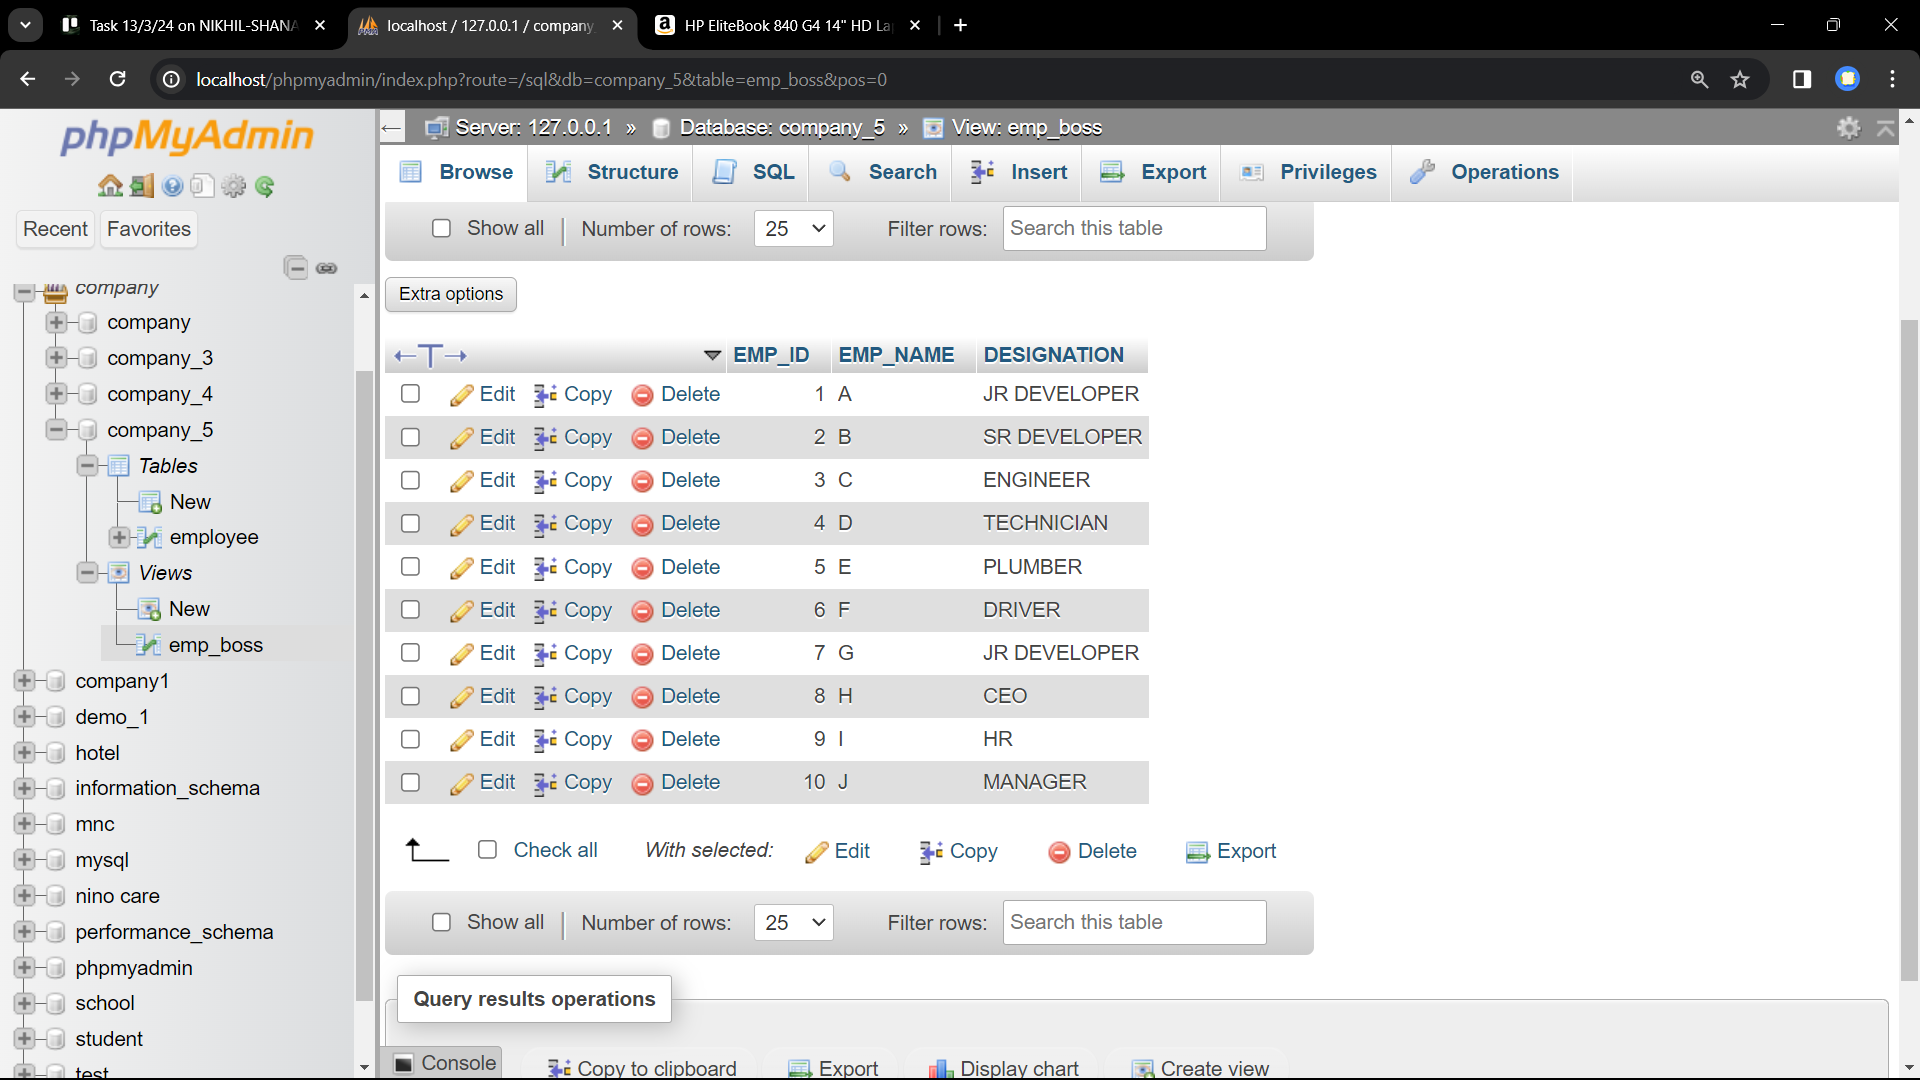 Task 13/3/24 on NIKHIL-SHANA
localhost / 127.0.0.1 / company
HP EliteBook 840 G4 14" HD La
localhost/phpmyadmin/index.php?route=/sql&db=company_5&table=emp_boss&pos=0
phpMyAdmin
Recent
Favorites
company
company
company_3
company_4
company_5
Tables
New
employee
Views
New
emp_boss
company1
demo_1
hotel
information_schema
mnc
mysql
nino care
performance_schema
phpmyadmin
school
student
test
Server: 127.0.0.1 » Database: company_5 » View: emp_boss
Browse Structure SQL Search Insert Export Privileges Operations
Show all Number of rows: 25 Filter rows: Search this table
Extra options
EMP_ID EMP_NAME DESIGNATION
Edit Copy Delete 1 A JR DEVELOPER
Edit Copy Delete 2 B SR DEVELOPER
Edit Copy Delete 3 C ENGINEER
Edit Copy Delete 4 D TECHNICIAN
Edit Copy Delete 5 E PLUMBER
Edit Copy Delete 6 F DRIVER
Edit Copy Delete 7 G JR DEVELOPER
Edit Copy Delete 8 H CEO
Edit Copy Delete 9 I HR
Edit Copy Delete 10 J MANAGER
Check all With selected: Edit Copy Delete Export
Show all Number of rows: 25 Filter rows: Search this table
Query results operations
Console
Copy to clipboard Export Display chart Create view